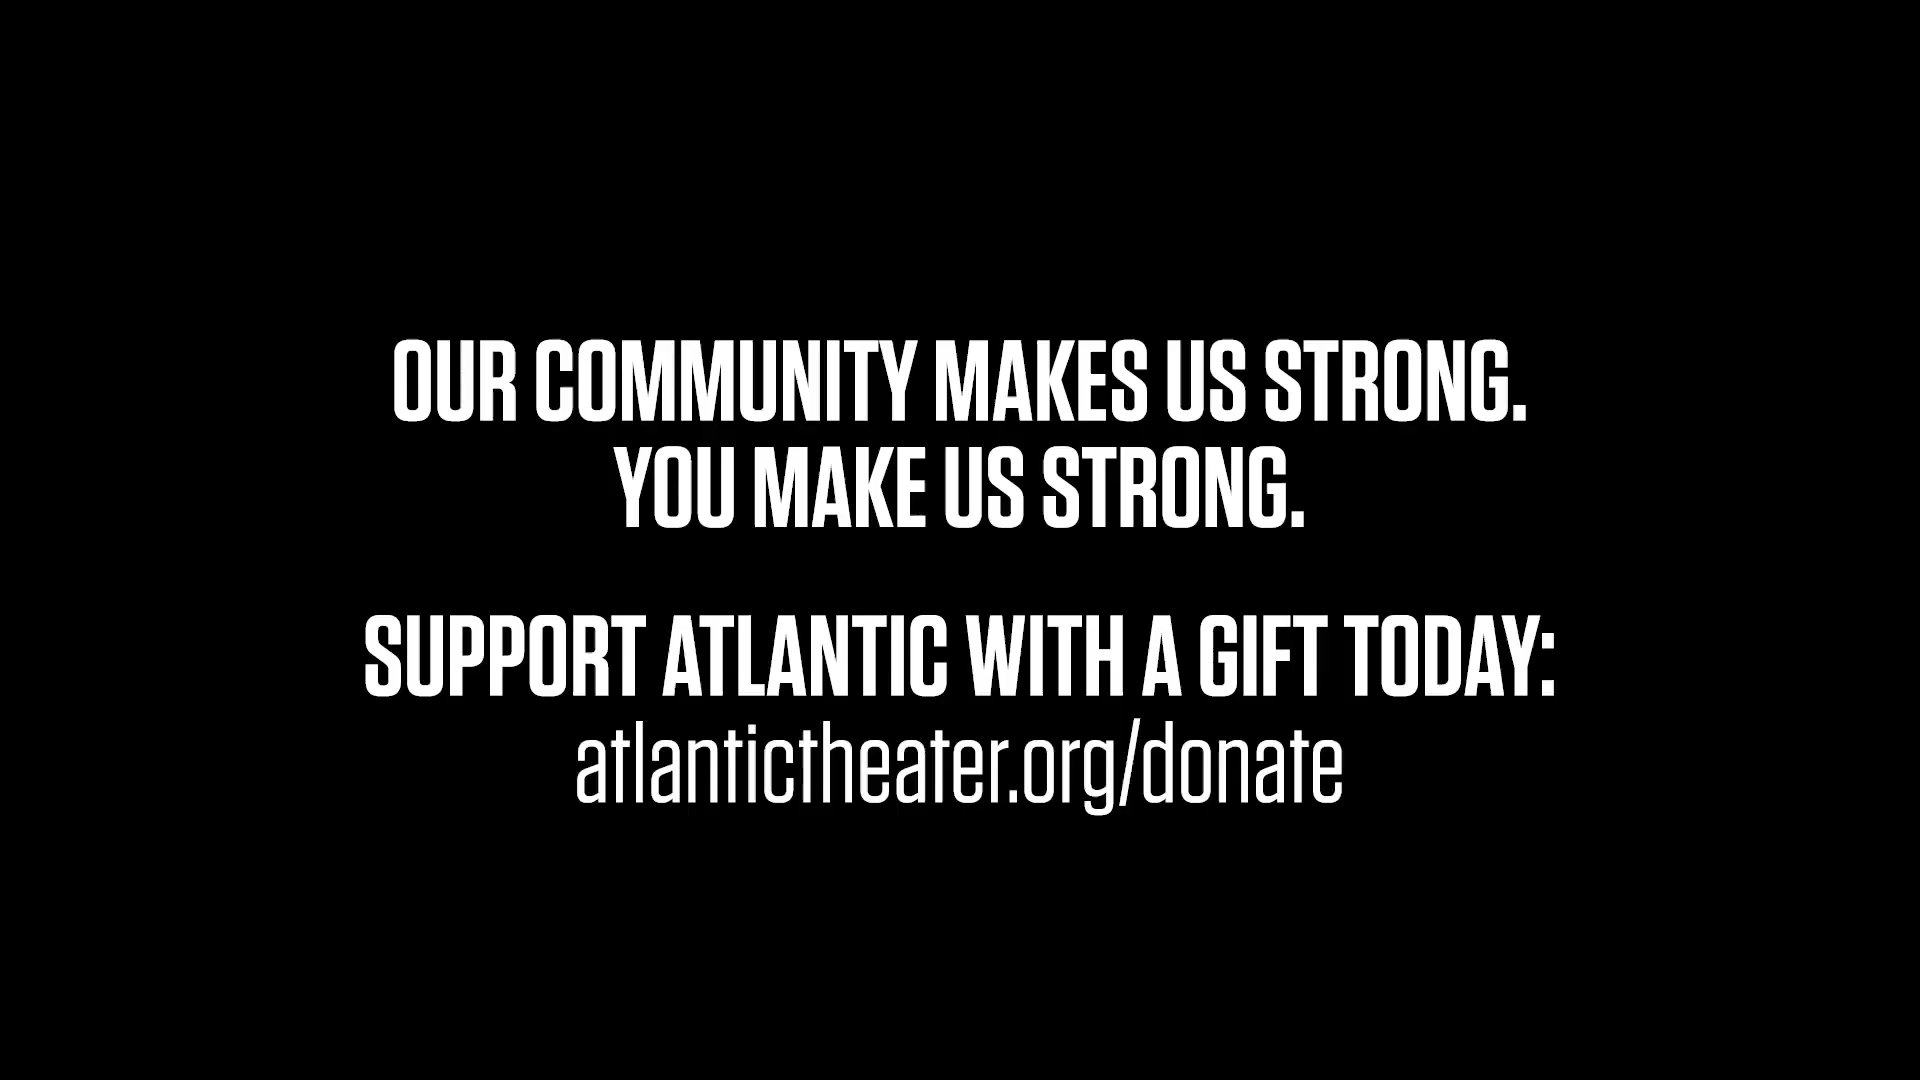 OUR COMMUNITY MAKES US STRONG.
YOU MAKE US STRONG.
SUPPORT ATLANTIC WITH A GIFT TODAY:
atlantictheater.org/donate